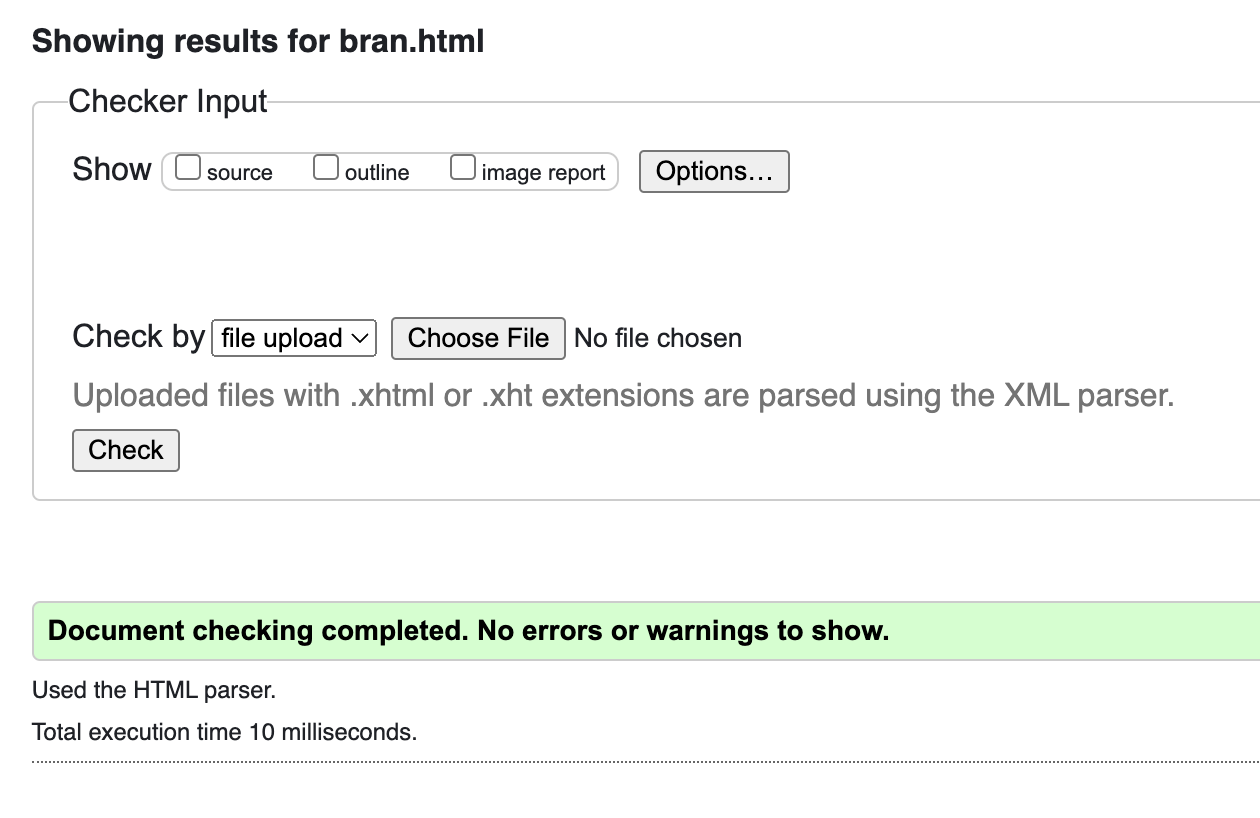 Showing results for bran.html
Checker Input
Show source outline image report Options…
Check by file upload Choose File No file chosen
Uploaded files with .xhtml or .xht extensions are parsed using the XML parser.
Check
Document checking completed. No errors or warnings to show.
Used the HTML parser.
Total execution time 10 milliseconds.